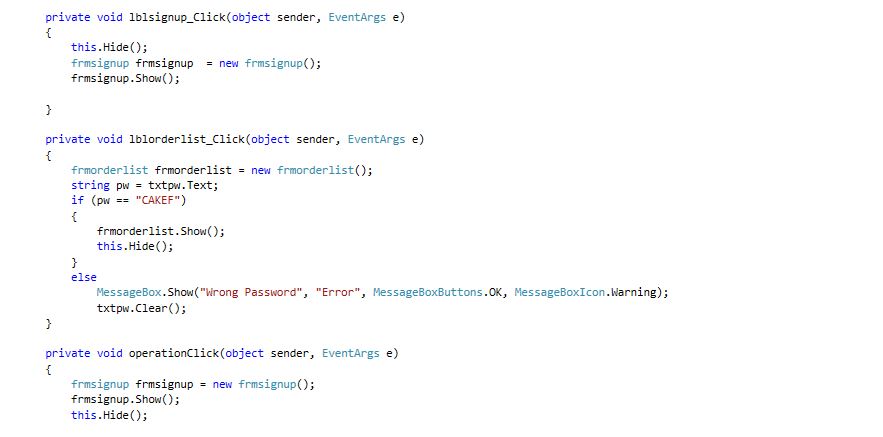 private void lblsignup_Click(object sender, EventArgs e)
{
this.Hide();
frmsignup frmsignup  = new frmsignup();
frmsignup.Show();
}
private void lblorderlist_Click(object sender, EventArgs e)
{
frmorderlist frmorderlist = new frmorderlist();
string pw = txtpw.Text;
if (pw == "CAKEF")
{
frmorderlist.Show();
this.Hide();
}
else
MessageBox.Show("Wrong Password", "Error", MessageBoxButtons.OK, MessageBoxIcon.Warning);
txtpw.Clear();
}
private void operationClick(object sender, EventArgs e)
{
frmsignup frmsignup = new frmsignup();
frmsignup.Show();
this.Hide();